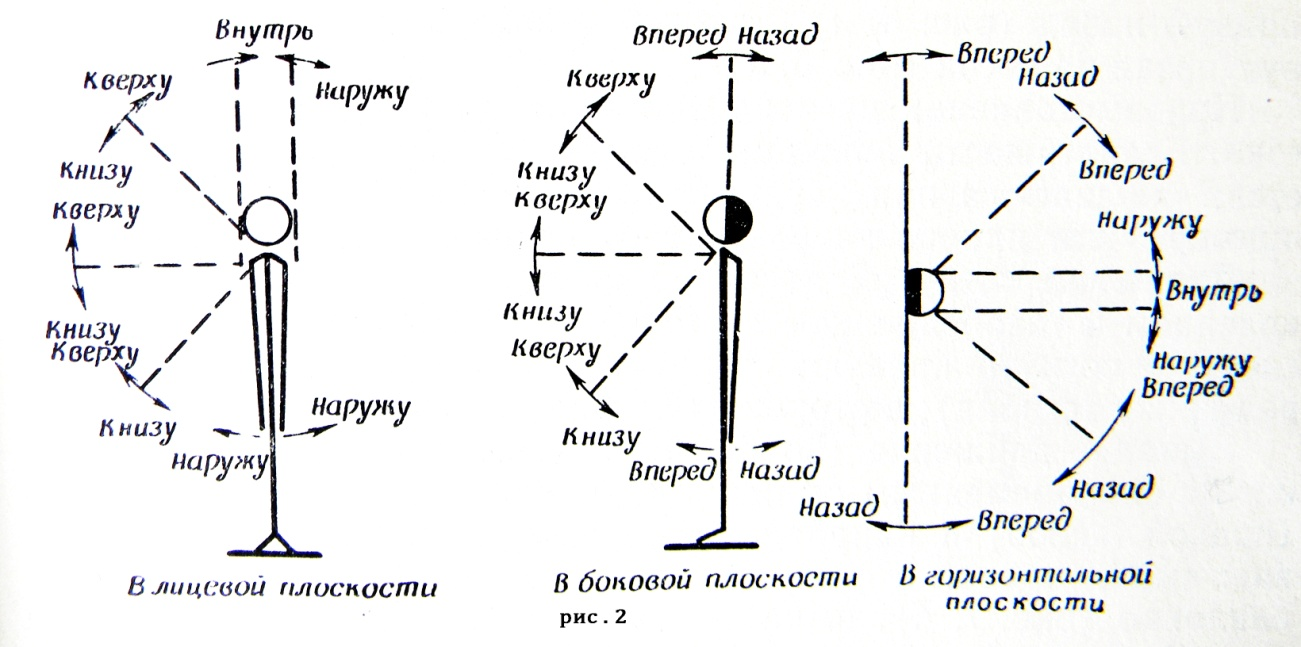 Внутрь
Наружу
Кверху
Книзу
Кверху
Книзу
Кверху
Книзу
Наружу
Наружу
В лицевой плоскости
Вперед Назад
Кверху
Книзу
Кверху
Книзу
Кверху
Книзу
Вперед Назад
В боковой плоскости
рис.2
Вперед
Назад
Вперед
Наружу
Внутрь
Наружу
Вперед
Назад
Назад
Вперед
В горизонтальной
плоскости